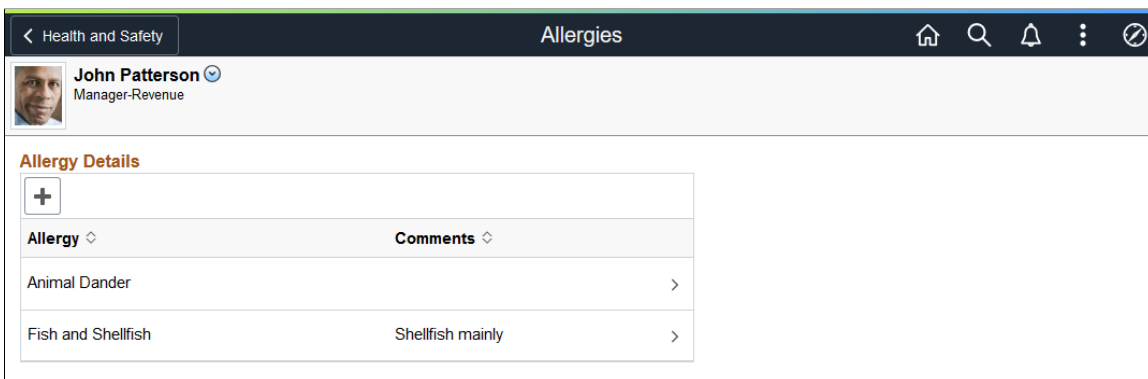 Health and Safety
Allergies
John Patterson
Manager-Revenue
Allergy Details
Allergy Comments
Animal Dander
Fish and Shellfish Shellfish mainly